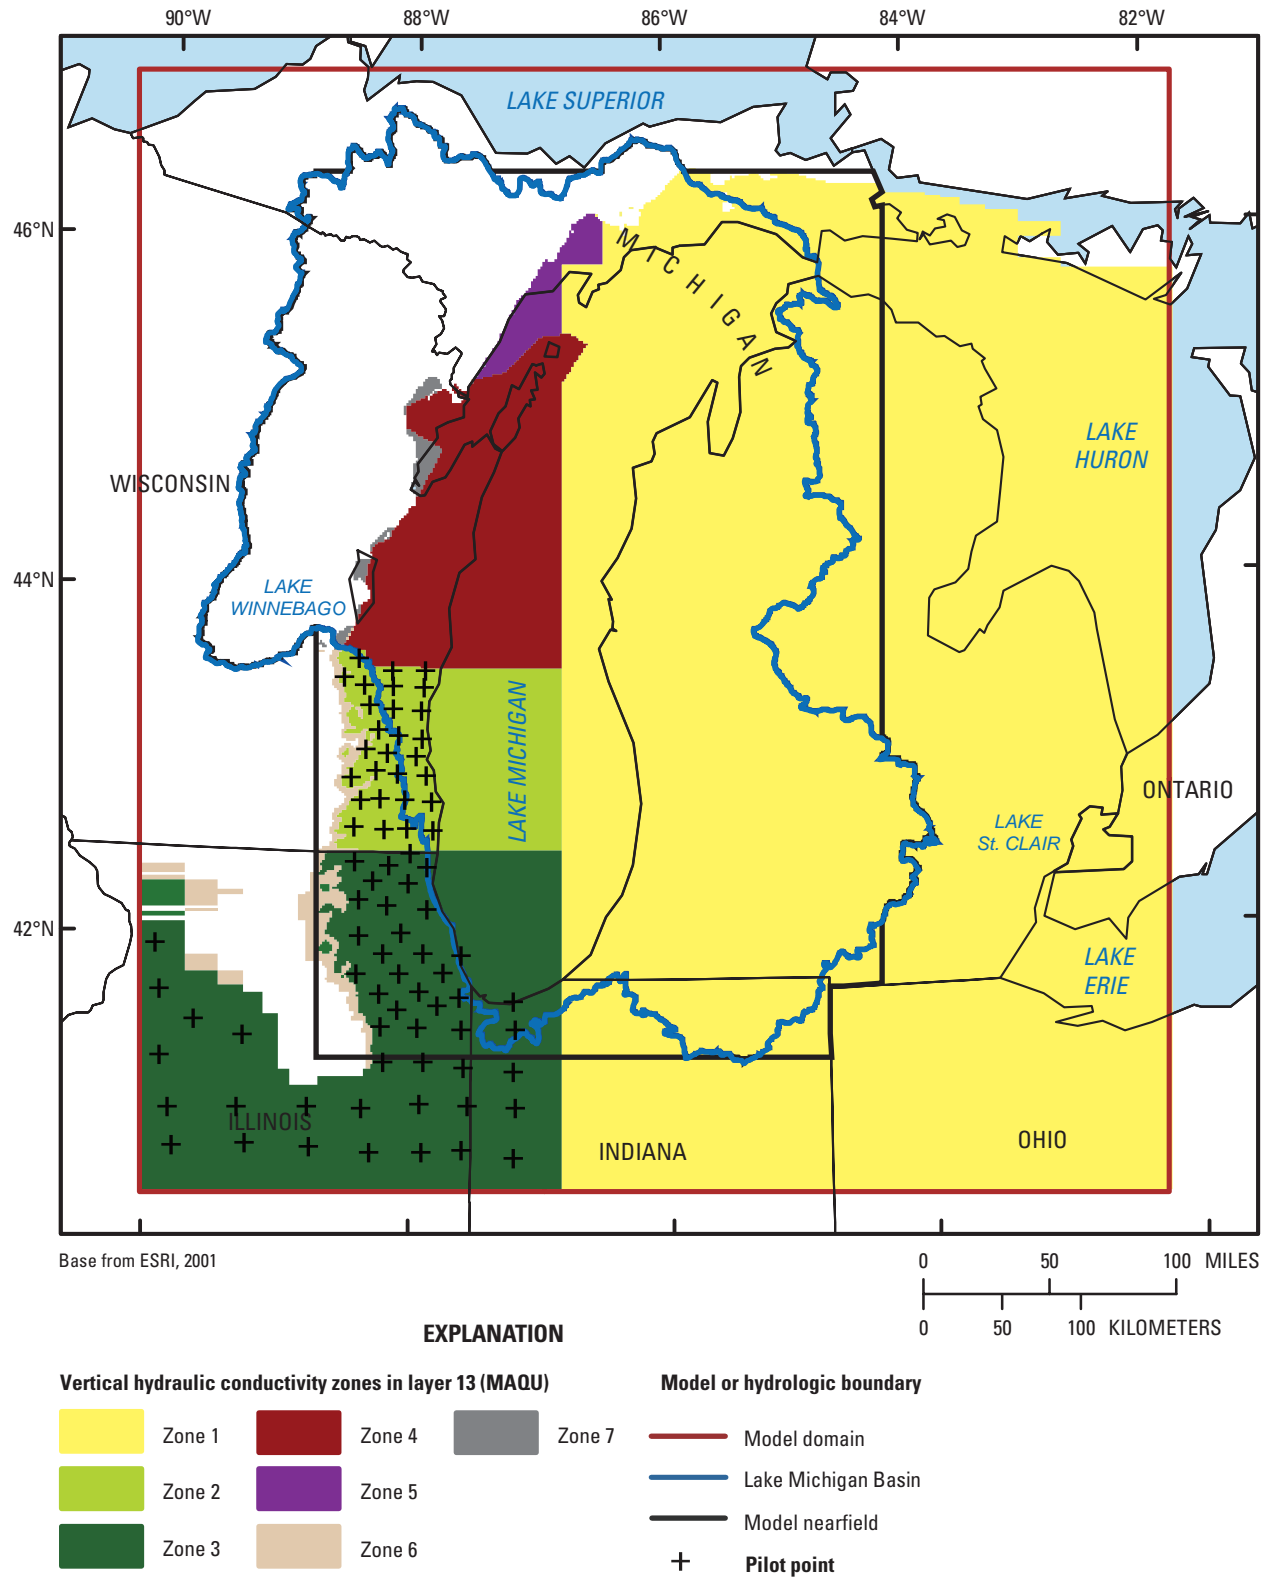 90°W 88°W 86°W 84°W 82°W
LAKE SUPERIOR
46°N
MICHIGAN
LAKE
HURON
WISCONSIN
44°N
LAKE
WINNEBAGO
LAKE MICHIGAN
ONTARIO
LAKE
St. CLAIR
42°N
LAKE
ERIE
ILLINOIS
INDIANA
OHIO
Base from ESRI, 2001
0 50 100 MILES
0 50 100 KILOMETERS
EXPLANATION
Vertical hydraulic conductivity zones in layer 13 (MAQU)
Zone 1
Zone 2
Zone 3
Zone 4
Zone 5
Zone 6
Zone 7
Model or hydrologic boundary
Model domain
Lake Michigan Basin
Model nearfield
Pilot point